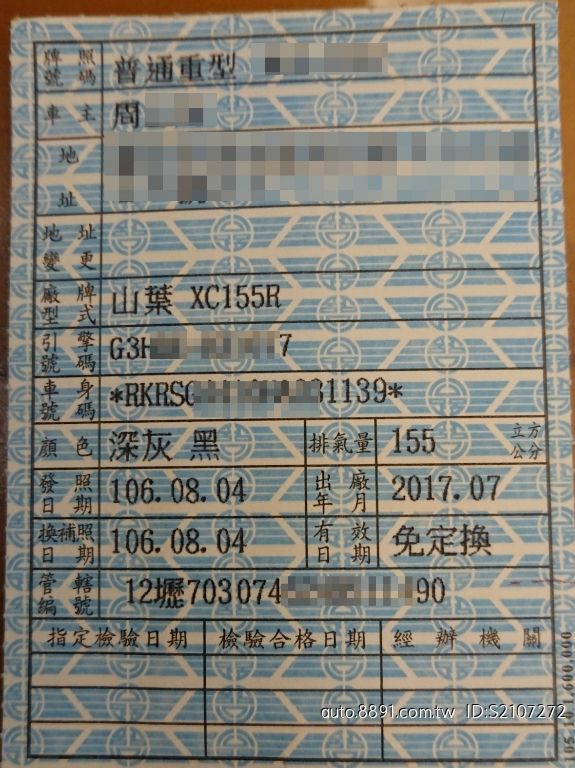 牌照號碼 普通重型
車主 周
地址
地址變更
廠牌型式 山葉 XC155R
引擎號碼 G3H 7
車身號碼 *RKRSG 1139*
顏色 深灰 黑 排氣量 155 立方公分
發照日期 106.08.04 出廠年月 2017.07
換補照日期 106.08.04 有效日期 免定換
管轄編號 12壢703074 90
指定檢驗日期 檢驗合格日期 經辦機關
auto.8891.com.tw ID:S2107272